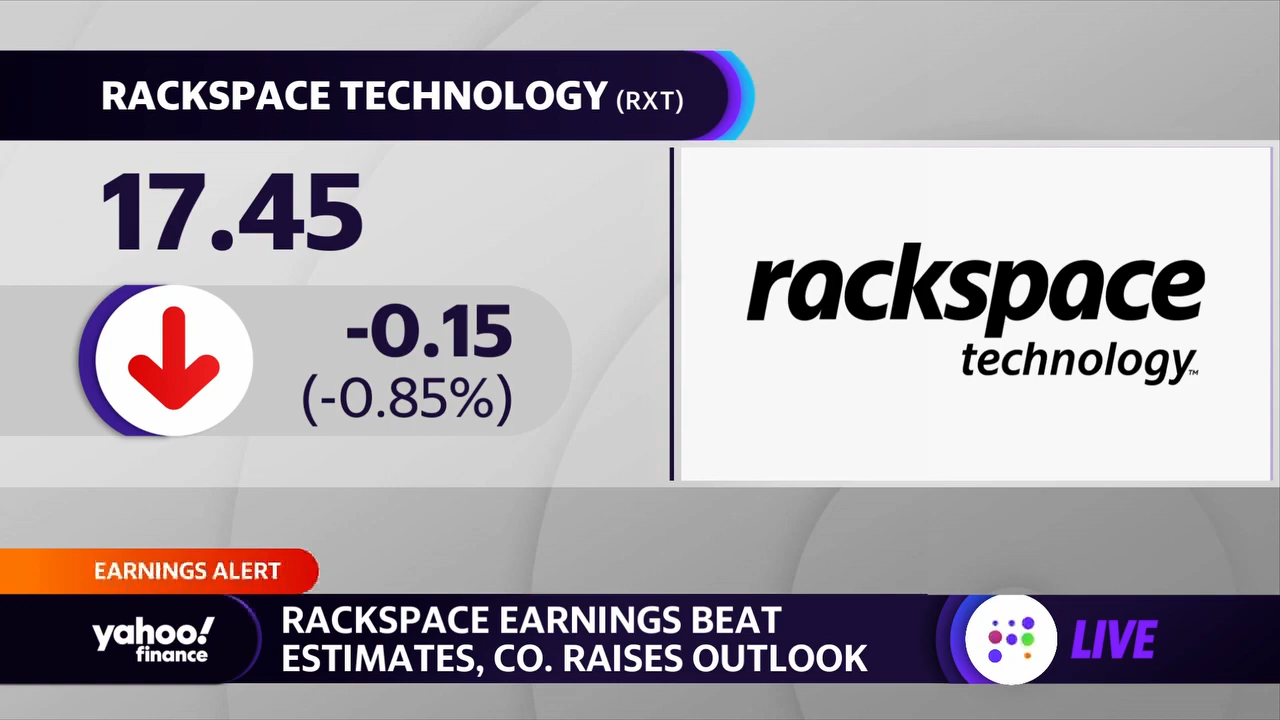 RACKSPACE TECHNOLOGY (RXT)
17.45
-0.15
(-0.85%)
rackspace
technology™
EARNINGS ALERT
yahoo!
finance
RACKSPACE EARNINGS BEAT
ESTIMATES, CO. RAISES OUTLOOK
LIVE